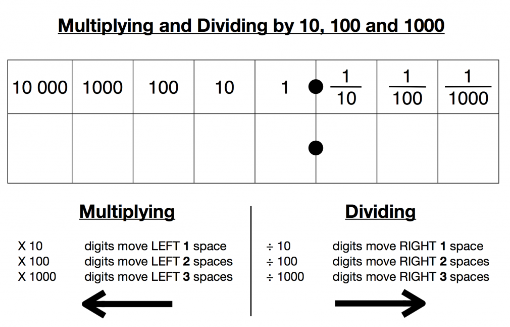 Multiplying and Dividing by 10, 100 and 1000
10 000 1000 100 10 1 1/10 1/100 1/1000
Multiplying
X 10 digits move LEFT 1 space
X 100 digits move LEFT 2 spaces
X 1000 digits move LEFT 3 spaces
Dividing
÷ 10 digits move RIGHT 1 space
÷ 100 digits move RIGHT 2 spaces
÷ 1000 digits move RIGHT 3 spaces